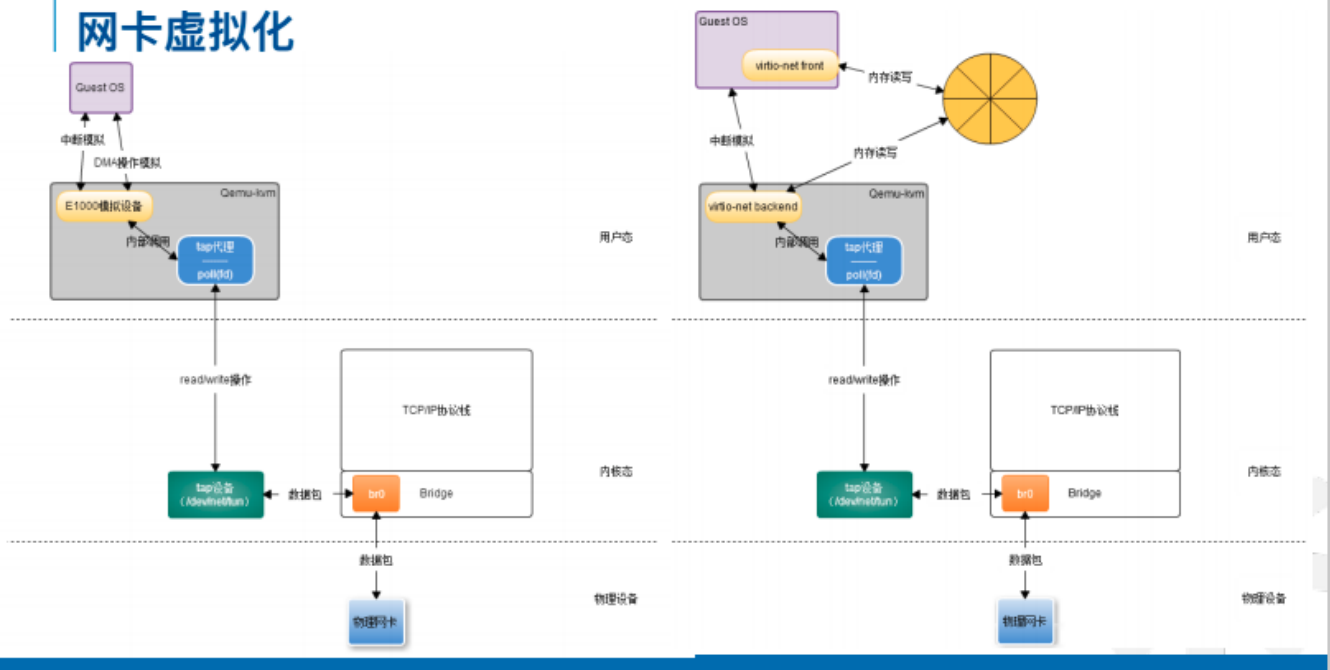 网卡虚拟化
Guest OS
中断模拟
DMA操作模拟
Qemu-kvm
E1000模拟设备
内部调用
tap代理
poll(fd)
用户态
read/write操作
TCP/IP协议栈
内核态
tap设备
(/dev/net/tun)
数据包
br0
Bridge
数据包
物理设备
物理网卡
Guest OS
virtio-net front
内存读写
中断模拟
内存读写
Qemu-kvm
virtio-net backend
内部调用
tap代理
poll(fd)
用户态
read/write操作
TCP/IP协议栈
内核态
tap设备
(/dev/net/tun)
数据包
br0
Bridge
数据包
物理设备
物理网卡